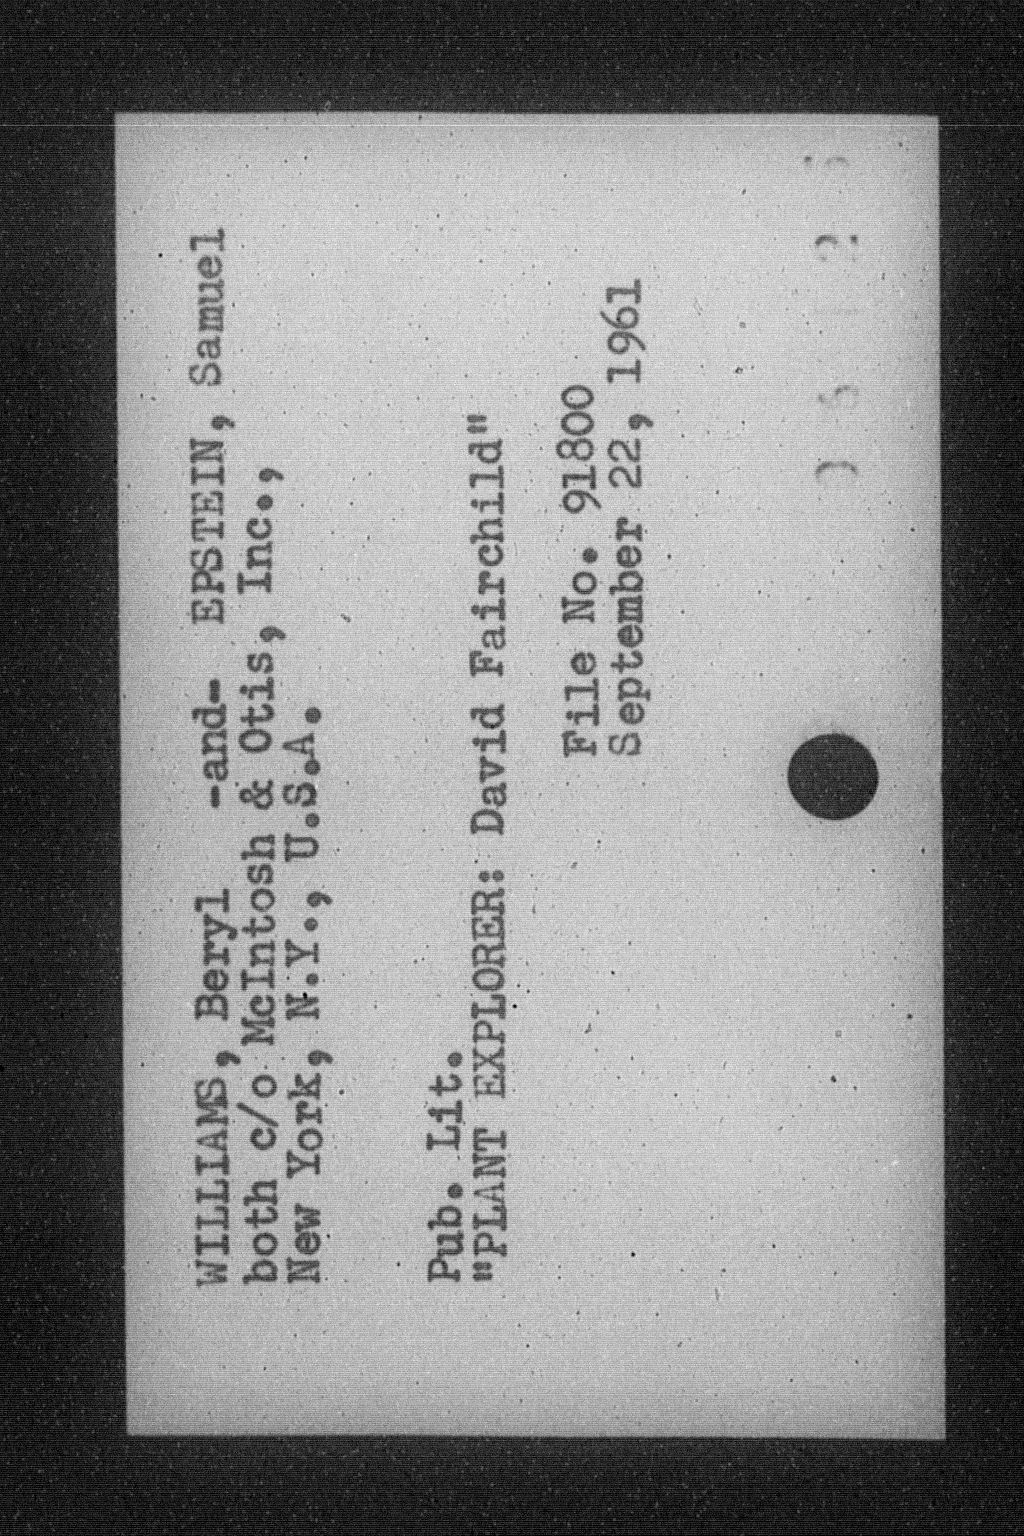 WILLIAMS, Beryl -and- EPSTEIN, Samuel
both c/o McIntosh & Otis, Inc.,
New York, N.Y., U.S.A.
Pub. Lit.
"PLANT EXPLORER: David Fairchild"
File No. 91800
September 22, 1961